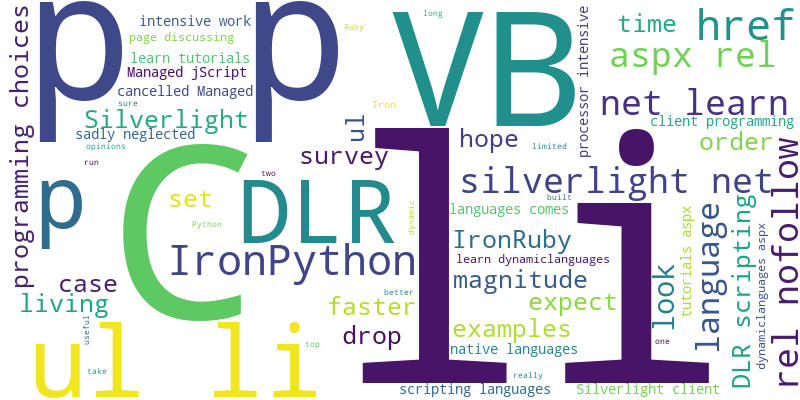 p p
programming choices
intensive work
page discussing
learn tutorials
Managed jScript
cancelled Managed
Silverlight
sadly neglected
opinions
sure
run
long
Ruby
Iron
VB
time
href
aspx rel
processor intensive
net learn
client programming
order
limited
hope
ul
survey
two
p
C
set
Python
DLR
dynamic
li
silverlight net
built
languages comes
rel nofollow
IronPython
IronRuby
learn dynamiclanguages
magnitude
language
look
tutorials aspx
DLR scripting
dynamiclanguages aspx
case
living
better
faster
expect
drop
examples
useful
ul li
top
take
native languages
one
really
scripting languages
Silverlight client